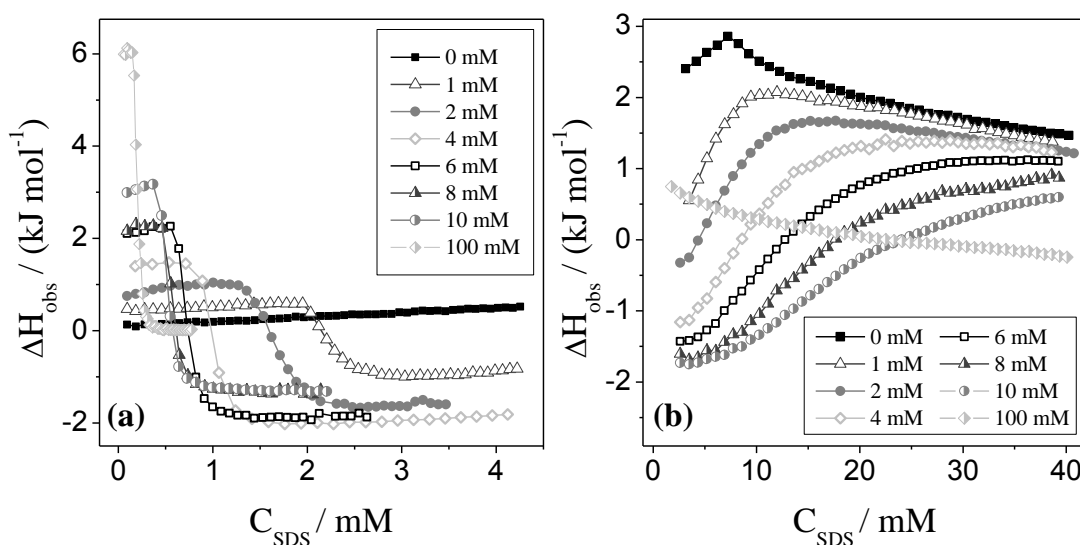 ΔH_obs / (kJ mol⁻¹)
6
4
2
0
-2
0 mM
1 mM
2 mM
4 mM
6 mM
8 mM
10 mM
100 mM
(a)
0 1 2 3 4
C_SDS / mM
ΔH_obs / (kJ mol⁻¹)
3
2
1
0
-1
-2
0 mM 6 mM
1 mM 8 mM
2 mM 10 mM
4 mM 100 mM
(b)
0 10 20 30 40
C_SDS / mM